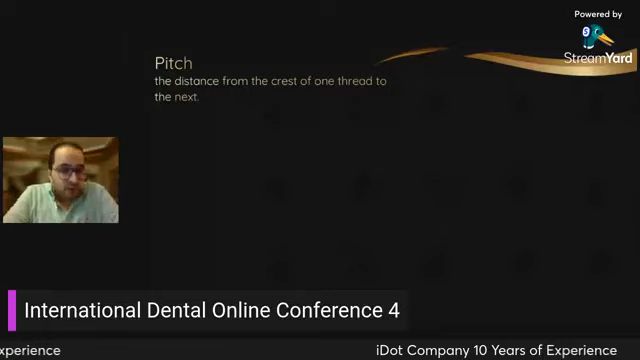 Powered by
StreamYard
Pitch
the distance from the crest of one thread to
the next.
International Dental Online Conference 4
xperience
iDot Company 10 Years of Experience